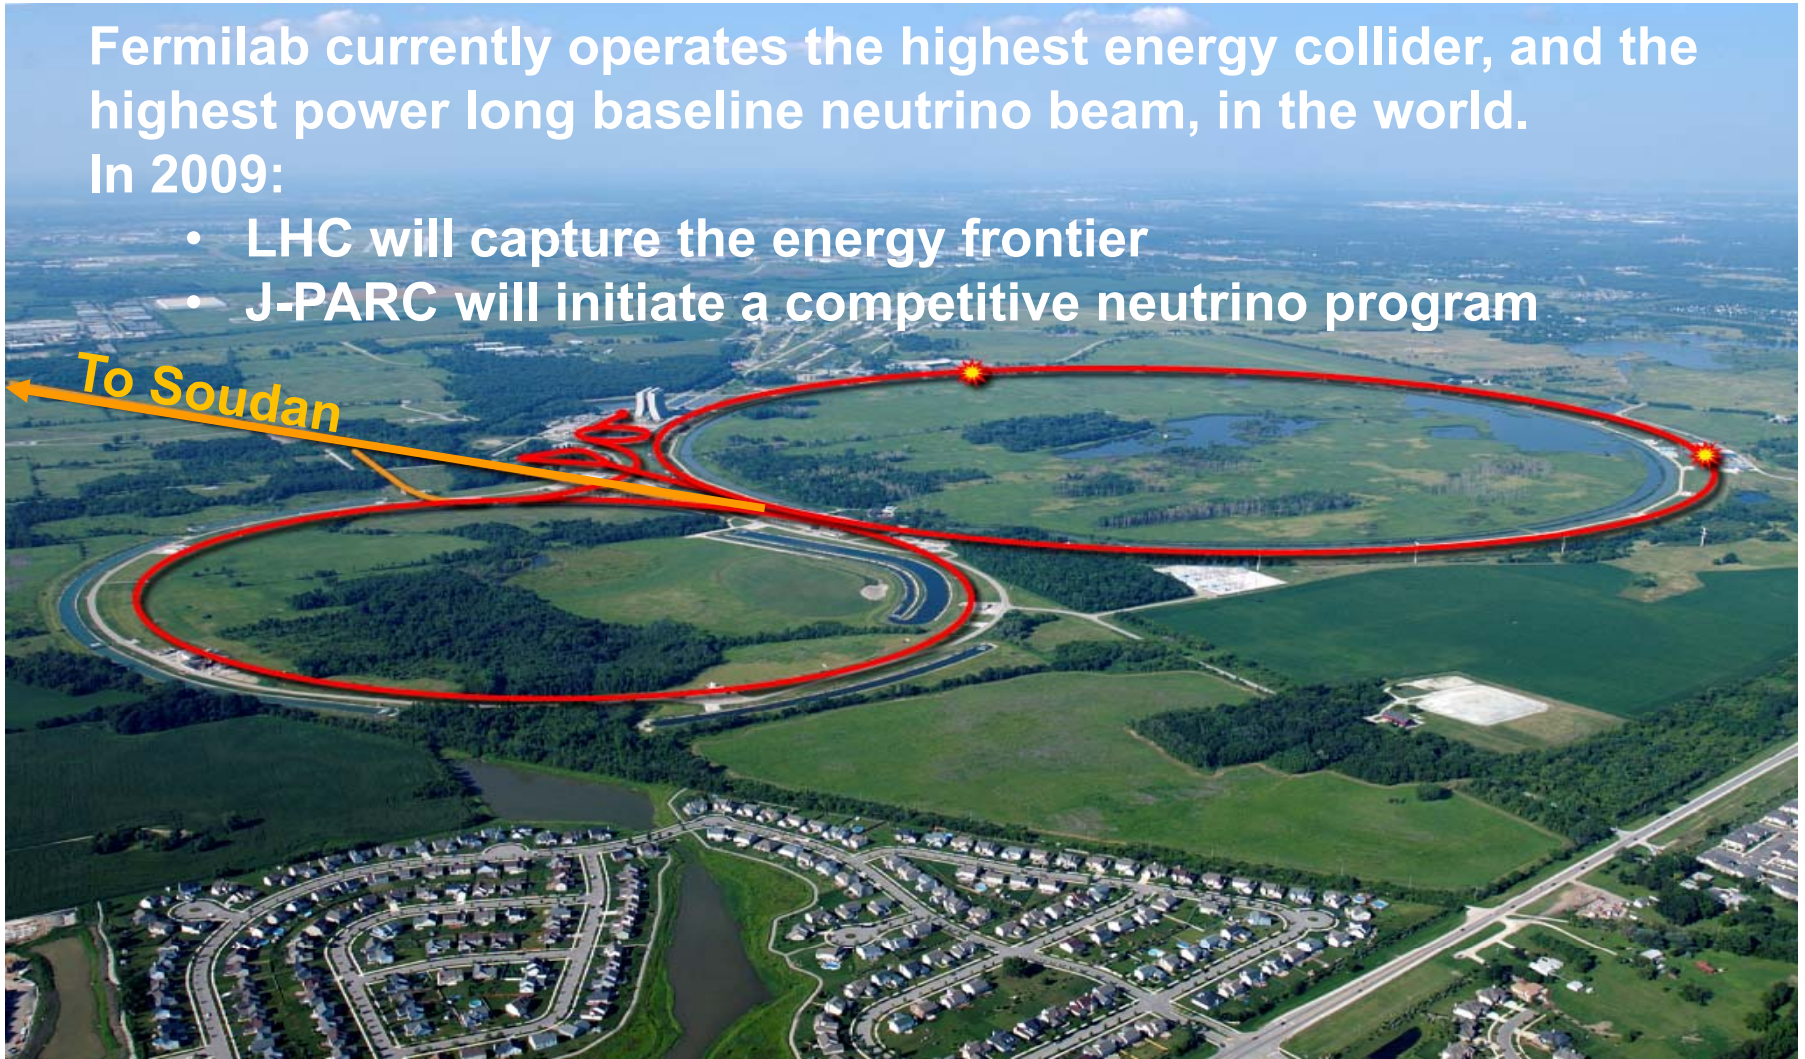 Fermilab currently operates the highest energy collider, and the
highest power long baseline neutrino beam, in the world.
In 2009:
• LHC will capture the energy frontier
• J-PARC will initiate a competitive neutrino program
To Soudan